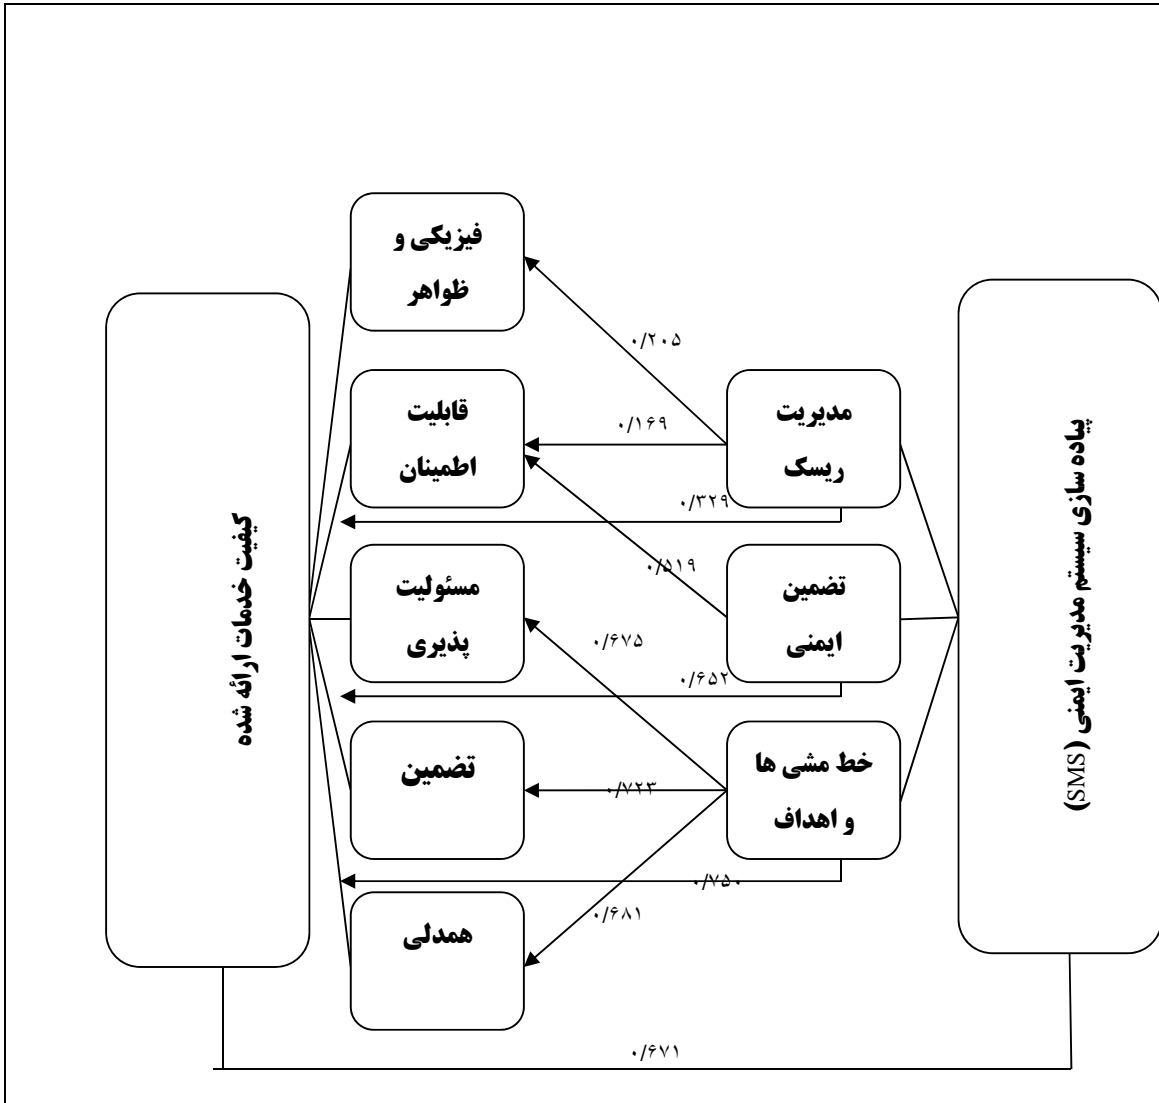 فیزیکی و
ظواهر
۰/۲۰۵
قابلیت
اطمینان
۰/۱۶۹
مدیریت
ریسک
۰/۳۲۹
پیاده سازی سیستم مدیریت ایمنی (SMS)
کیفیت خدمات ارائه شده
۰/۵۱۹
مسئولیت
پذیری
تضمین
ایمنی
۰/۶۷۵
۰/۶۵۲
تضمین
۰/۷۲۳
خط مشی ها
و اهداف
۰/۷۵۰
۰/۶۸۱
همدلی
۰/۶۷۱